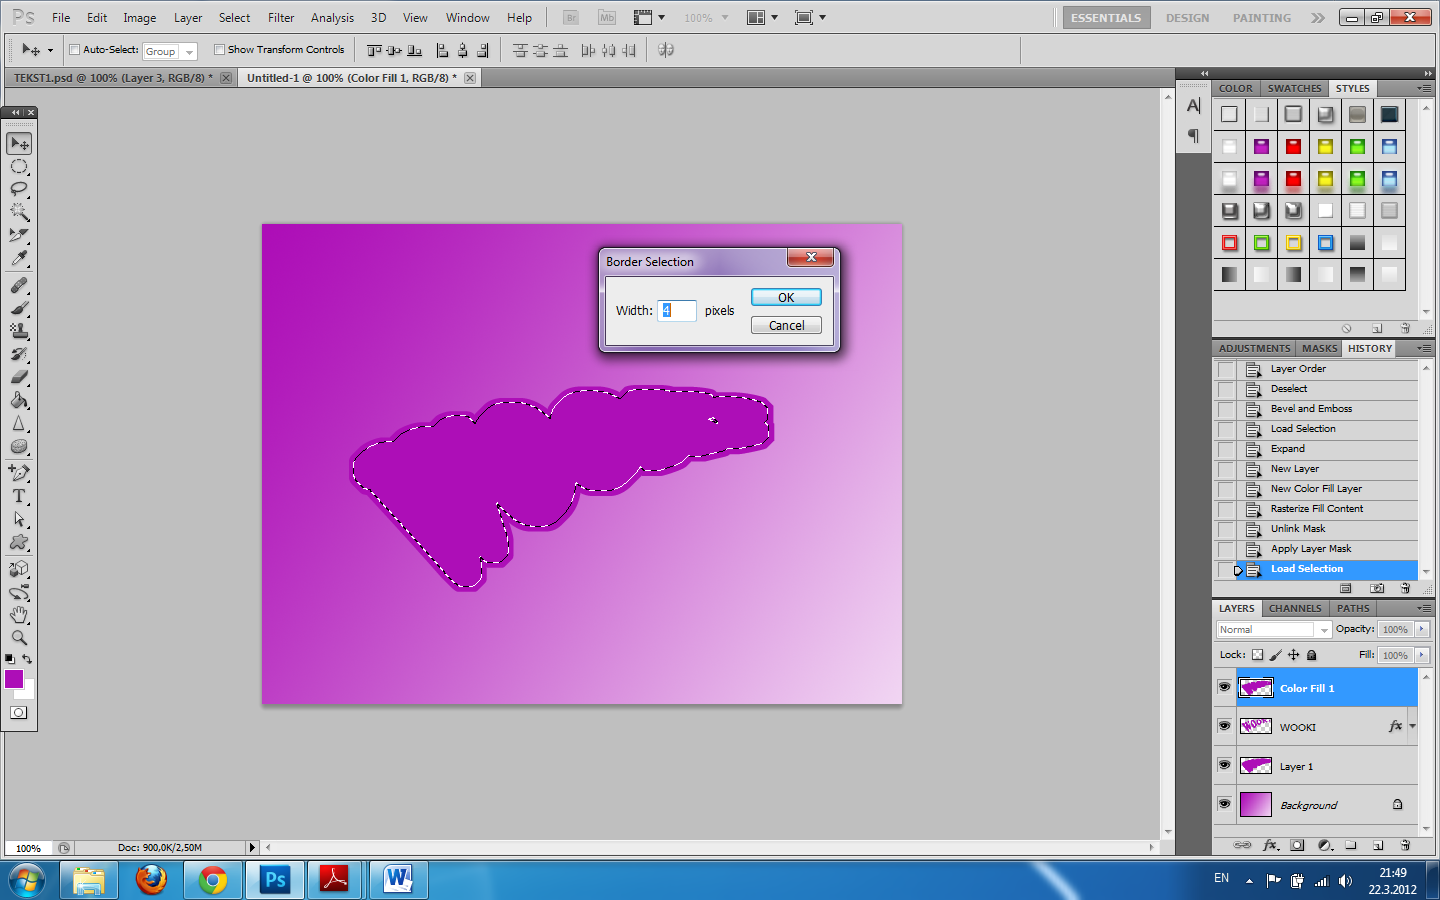 Ps File Edit Image Layer Select Filter Analysis 3D View Window Help Br Mb 100% ESSENTIALS DESIGN PAINTING
Auto-Select: Group Show Transform Controls
TEKST1.psd @ 100% (Layer 3, RGB/8) * Untitled-1 @ 100% (Color Fill 1, RGB/8) *
COLOR SWATCHES STYLES
Border Selection
Width: 4 pixels
OK
Cancel
ADJUSTMENTS MASKS HISTORY
Layer Order
Deselect
Bevel and Emboss
Load Selection
Expand
New Layer
New Color Fill Layer
Rasterize Fill Content
Unlink Mask
Apply Layer Mask
Load Selection
LAYERS CHANNELS PATHS
Normal Opacity: 100%
Lock: Fill: 100%
Color Fill 1
WOOKI WOOKI fx
Layer 1
Background
100% Doc: 900,0K/2,50M
Ps W EN 21:49
22.3.2012